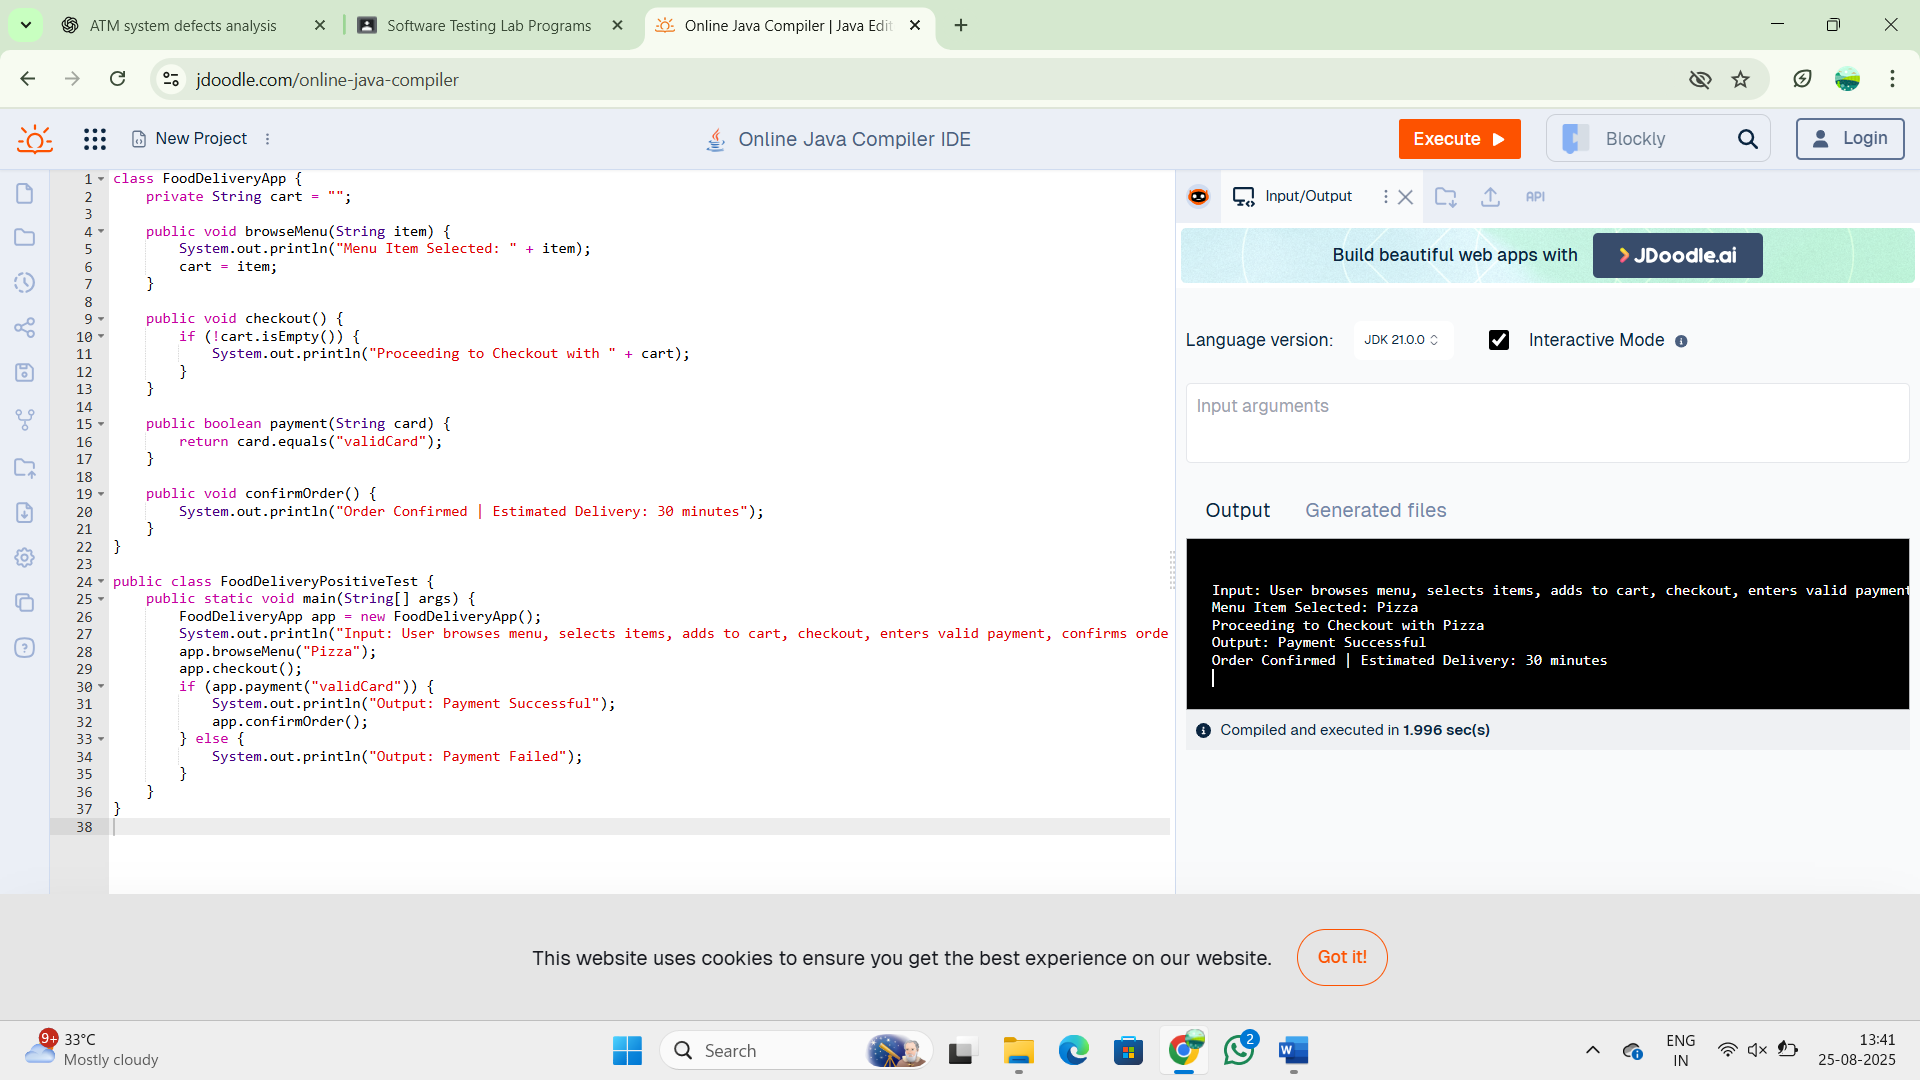 ATM system defects analysis
Software Testing Lab Programs
Online Java Compiler | Java Edit
jdoodle.com/online-java-compiler
New Project
Online Java Compiler IDE
Execute
Blockly
Login
1 class FoodDeliveryApp {
2 private String cart = "";
3
4 public void browseMenu(String item) {
5 System.out.println("Menu Item Selected: " + item);
6 cart = item;
7 }
8
9 public void checkout() {
10 if (!cart.isEmpty()) {
11 System.out.println("Proceeding to Checkout with " + cart);
12 }
13 }
14
15 public boolean payment(String card) {
16 return card.equals("validCard");
17 }
18
19 public void confirmOrder() {
20 System.out.println("Order Confirmed | Estimated Delivery: 30 minutes");
21 }
22 }
23
24 public class FoodDeliveryPositiveTest {
25 public static void main(String[] args) {
26 FoodDeliveryApp app = new FoodDeliveryApp();
27 System.out.println("Input: User browses menu, selects items, adds to cart, checkout, enters valid payment, confirms orde
28 app.browseMenu("Pizza");
29 app.checkout();
30 if (app.payment("validCard")) {
31 System.out.println("Output: Payment Successful");
32 app.confirmOrder();
33 } else {
34 System.out.println("Output: Payment Failed");
35 }
36 }
37 }
38
Input/Output
API
Build beautiful web apps with JDoodle.ai
Language version: JDK 21.0.0 Interactive Mode
Input arguments
Output Generated files
Input: User browses menu, selects items, adds to cart, checkout, enters valid payment
Menu Item Selected: Pizza
Proceeding to Checkout with Pizza
Output: Payment Successful
Order Confirmed | Estimated Delivery: 30 minutes
Compiled and executed in 1.996 sec(s)
This website uses cookies to ensure you get the best experience on our website. Got it!
9+
33°C
Mostly cloudy
Search
2
W
ENG
IN
13:41
25-08-2025